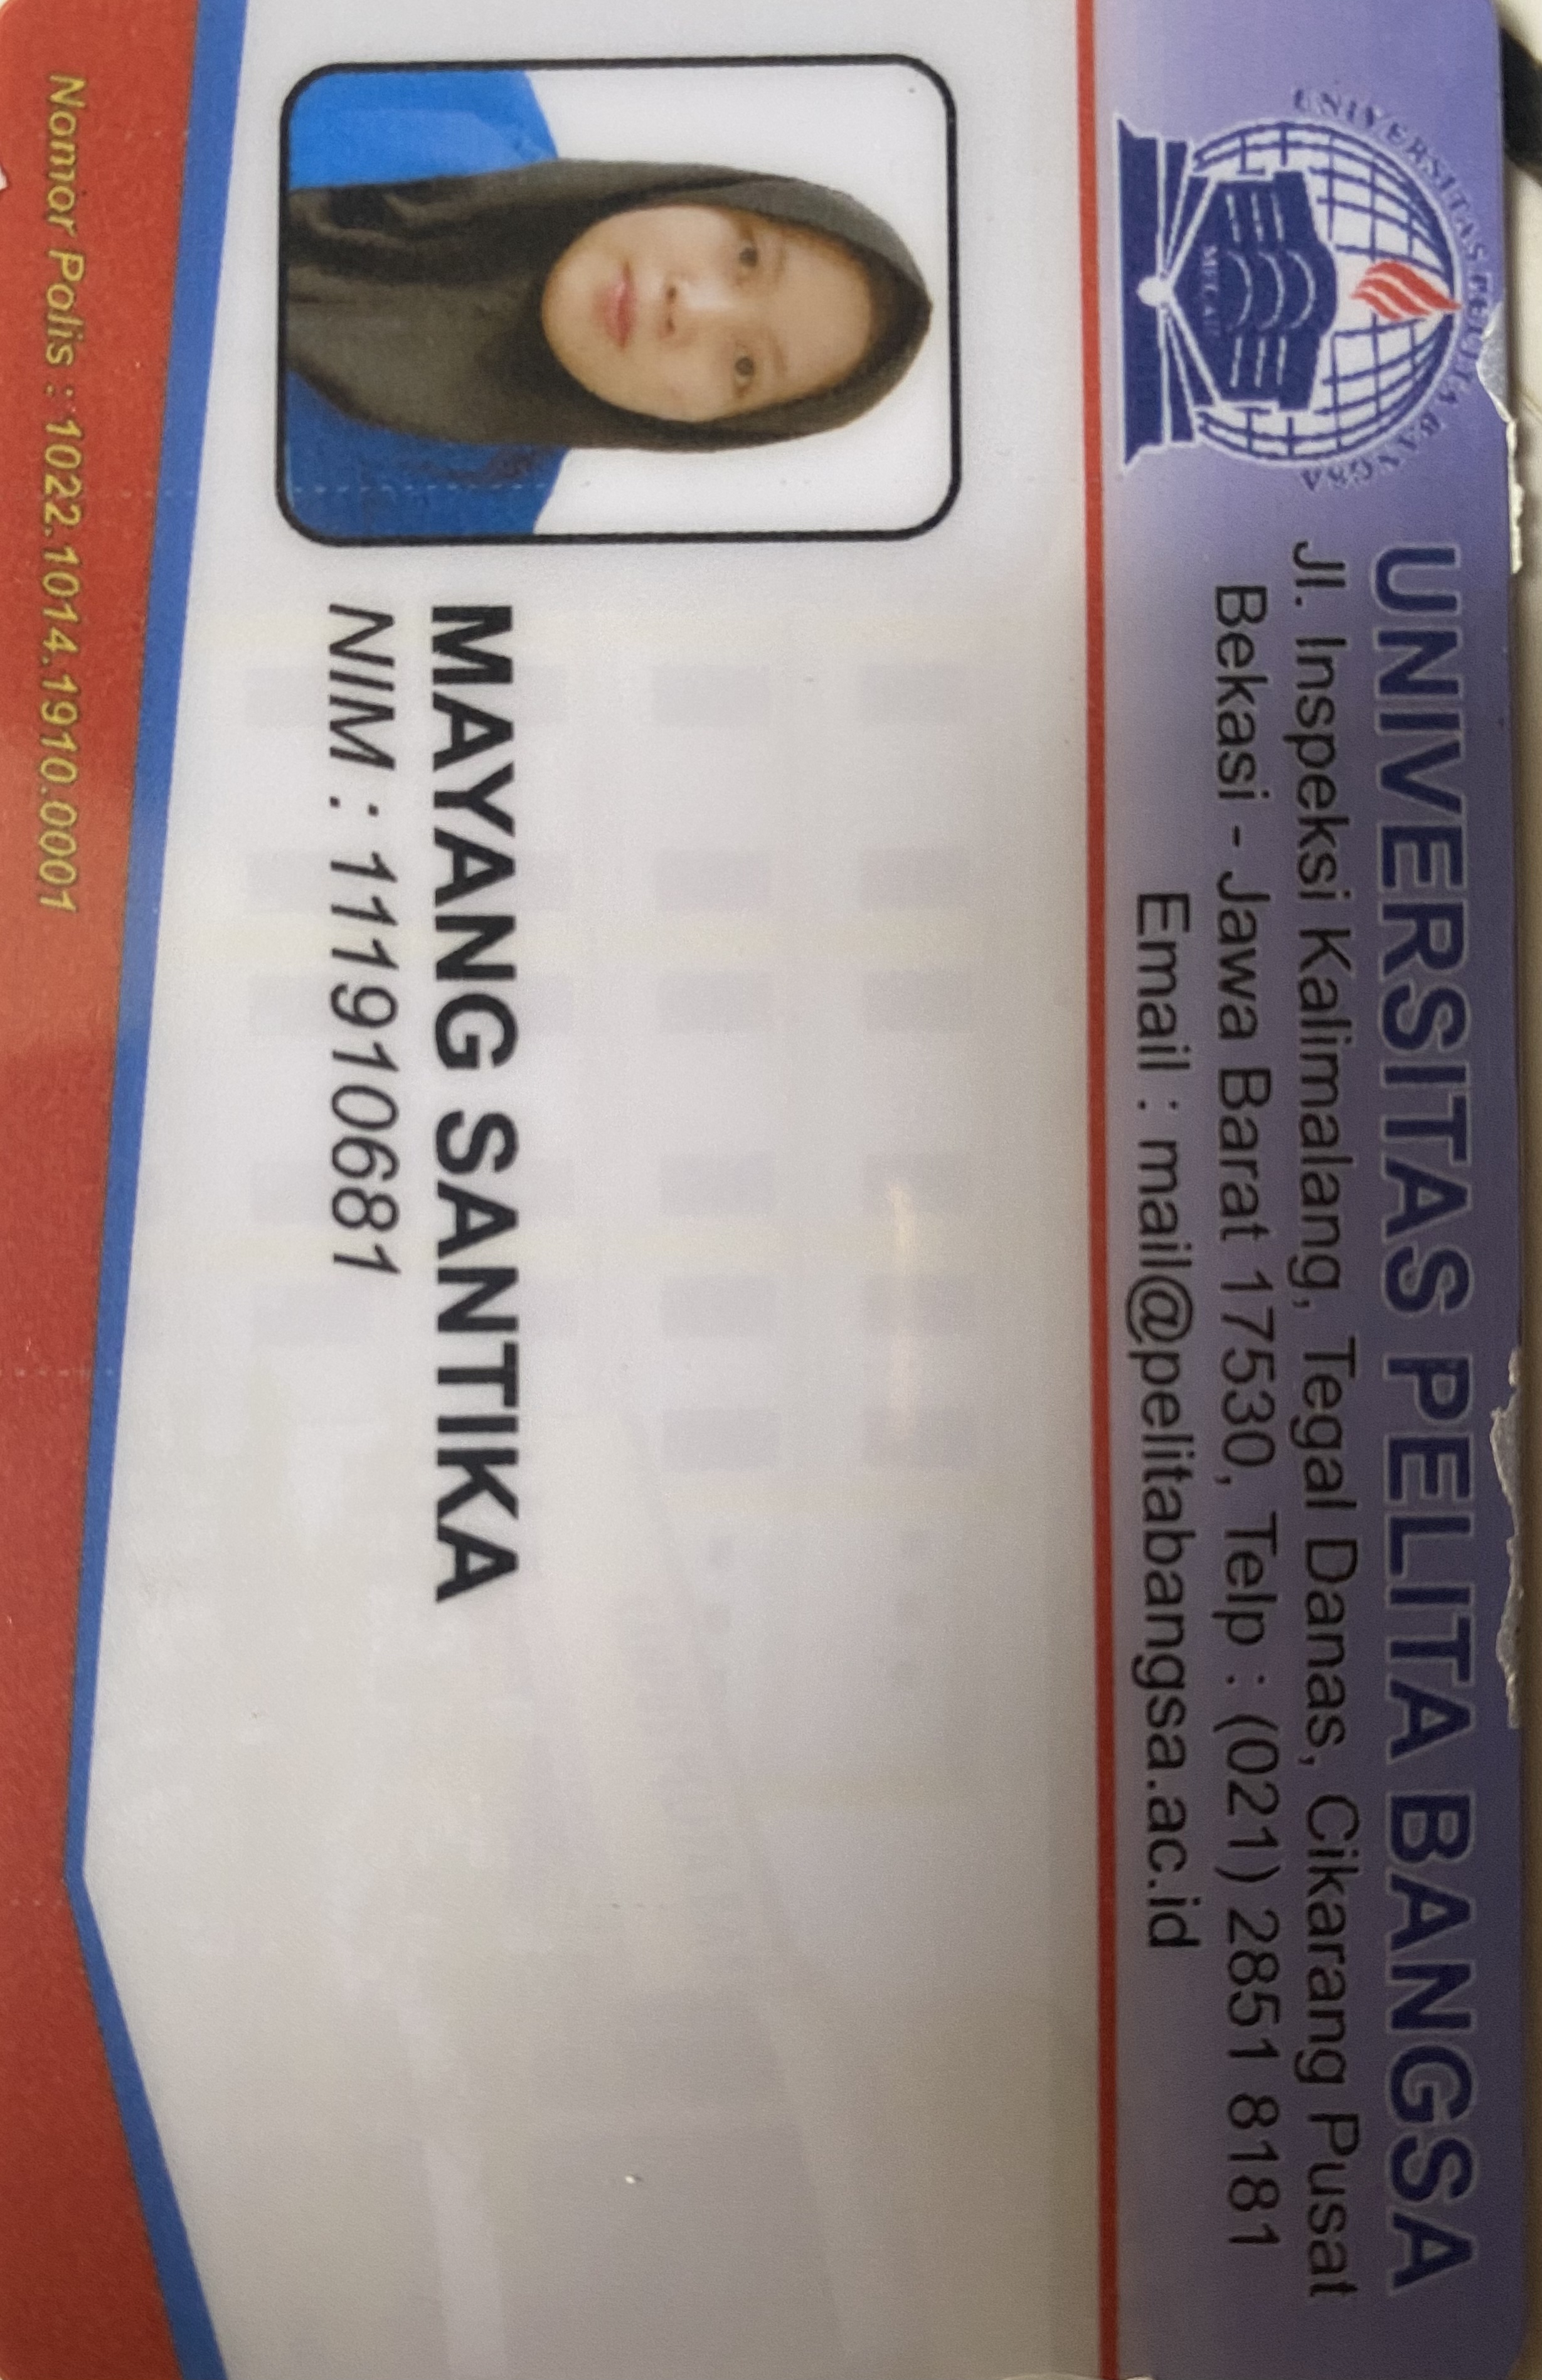 UNIVERSITAS PELITA BANGSA
UNIVERSITAS PELITA BANGSA
Jl. Inspeksi Kalimalang, Tegal Danas, Cikarang Pusat
Bekasi - Jawa Barat 17530, Telp : (021) 2851 8181
Email : mail@pelitabangsa.ac.id
MAYANG SANTIKA
NIM : 111910681
Nomor Polis : 1022.1014.1910.0001